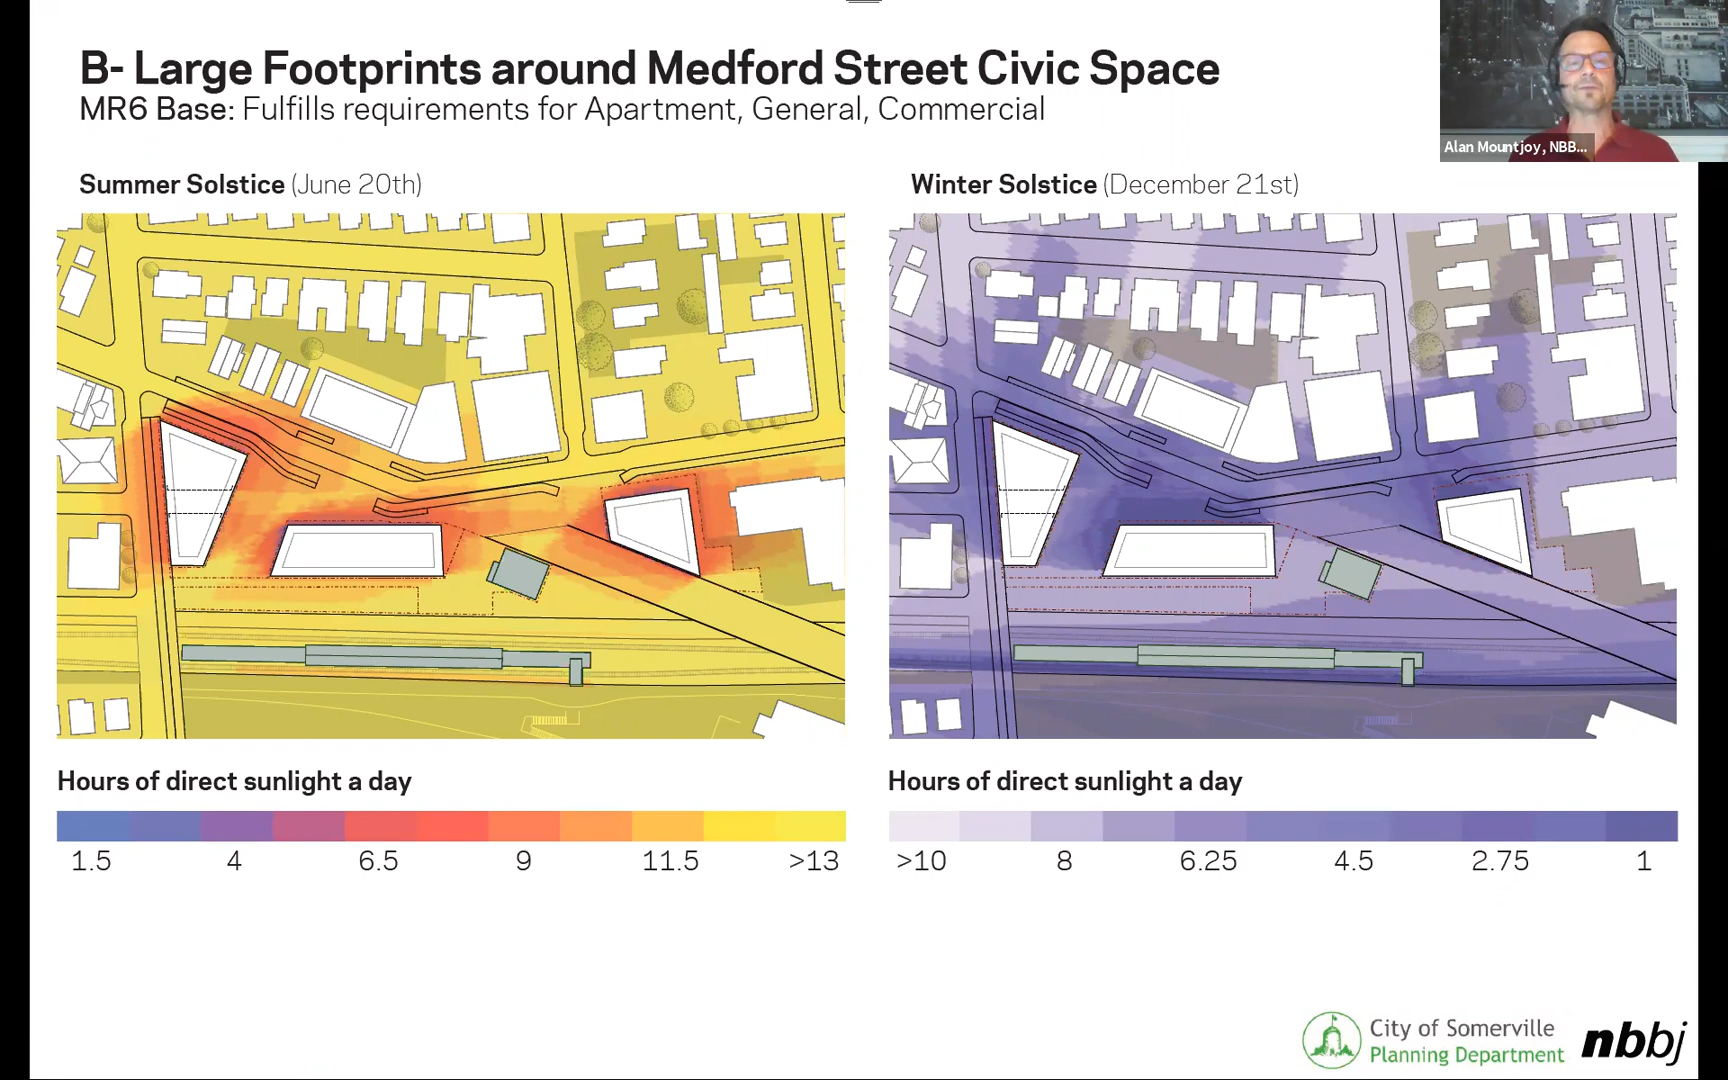 B- Large Footprints around Medford Street Civic Space
MR6 Base: Fulfills requirements for Apartment, General, Commercial
Alan Mountjoy, NBB...
Summer Solstice (June 20th)
Winter Solstice (December 21st)
Hours of direct sunlight a day
1.5 4 6.5 9 11.5 >13
Hours of direct sunlight a day
>10 8 6.25 4.5 2.75 1
City of Somerville
Planning Department
nbbj